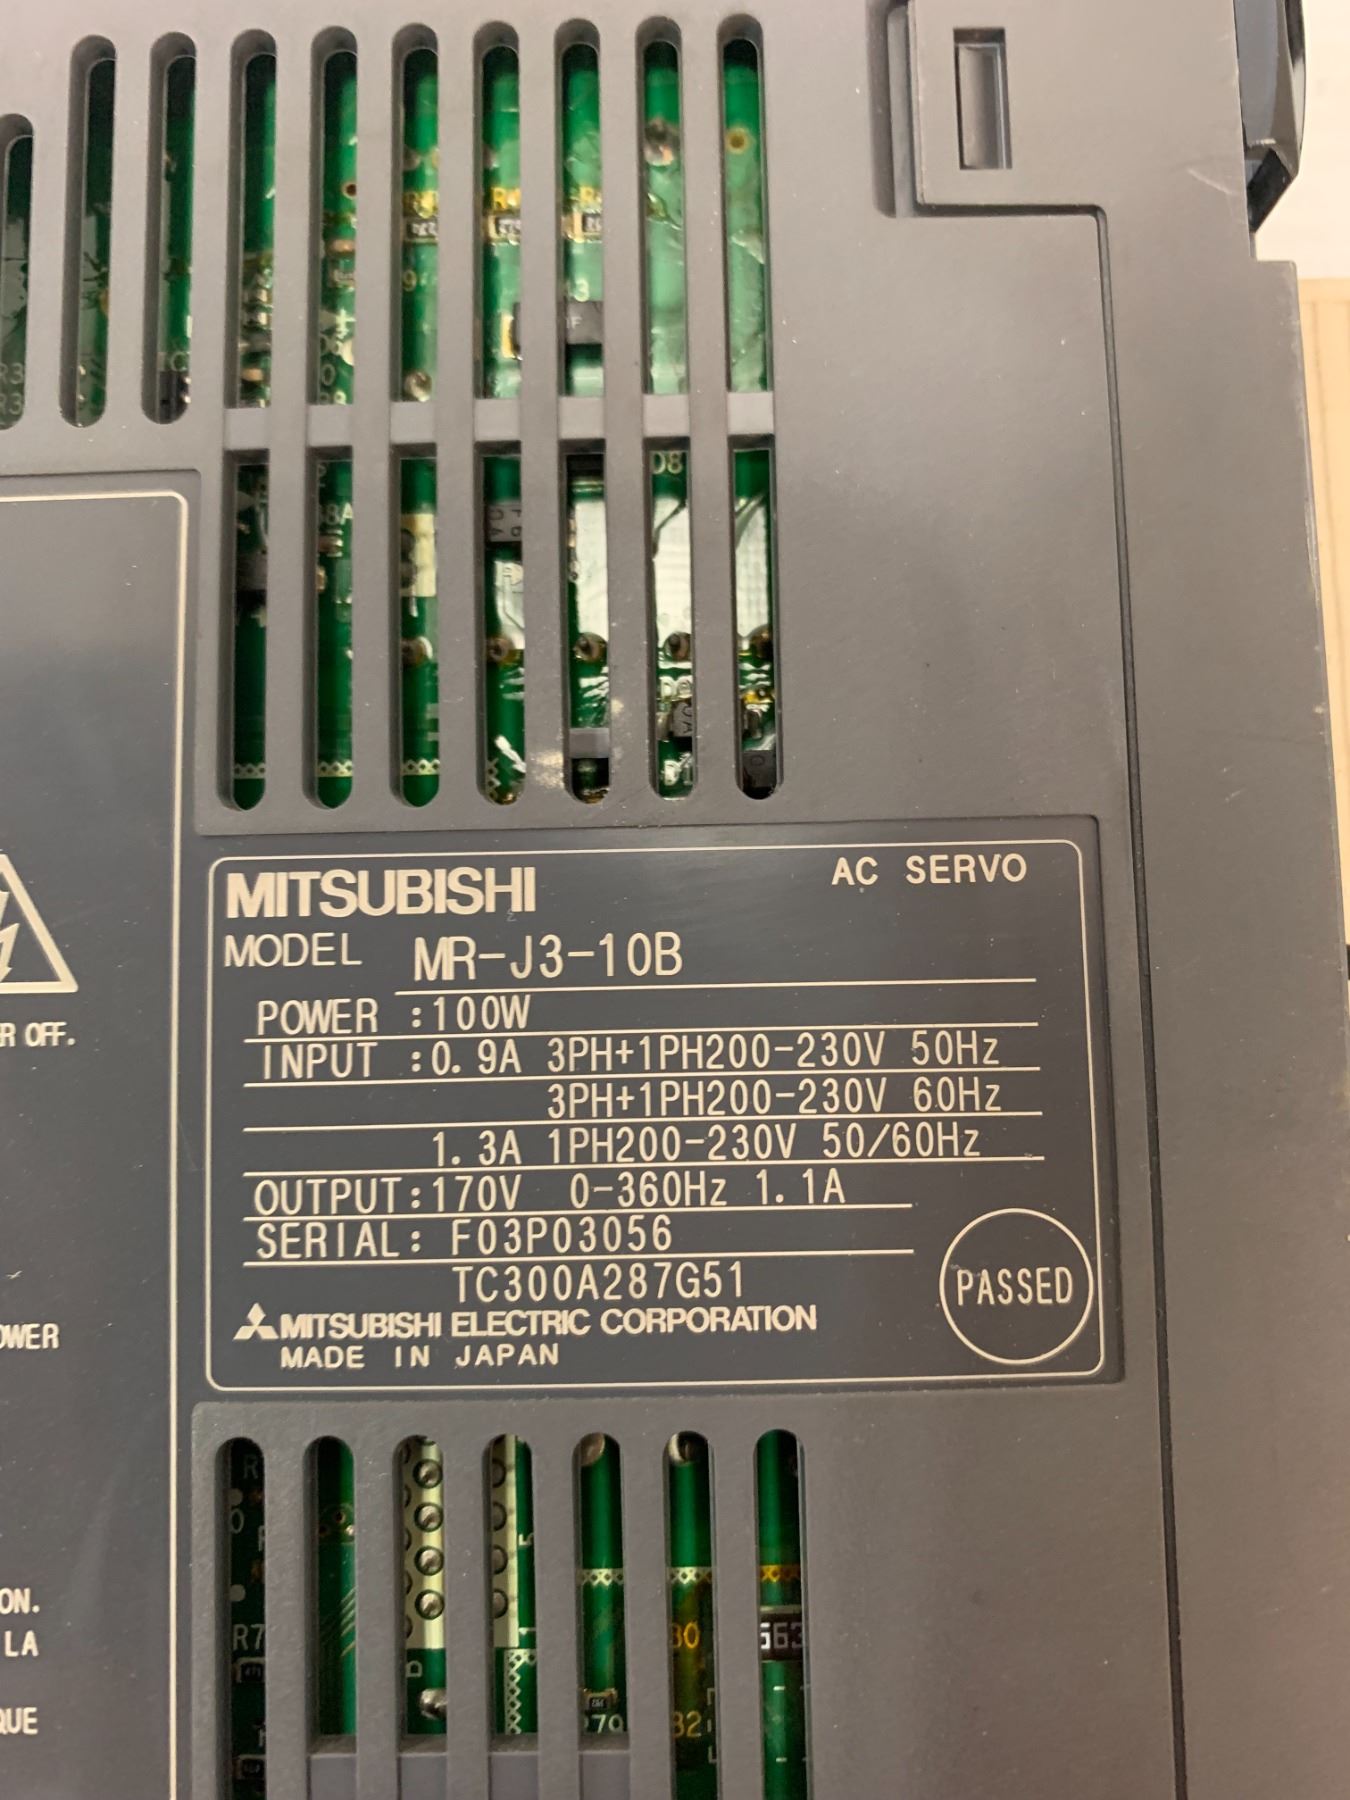 MITSUBISHI
AC SERVO
MODEL MR-J3-10B
POWER :100W
INPUT :0.9A 3PH+1PH200-230V 50Hz
3PH+1PH200-230V 60Hz
1.3A 1PH200-230V 50/60Hz
OUTPUT:170V 0-360Hz 1.1A
SERIAL: F03P03056
TC300A287G51
MITSUBISHI ELECTRIC CORPORATION
MADE IN JAPAN
PASSED
OFF.
ON.
LA